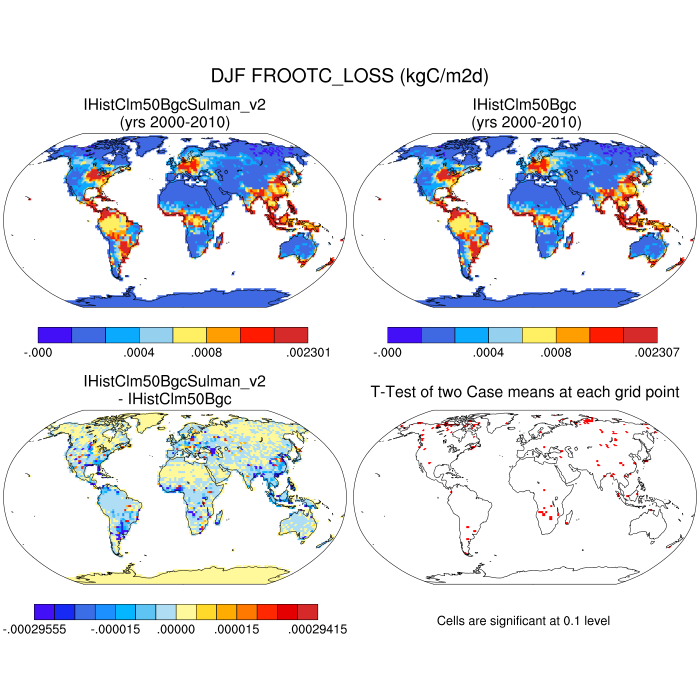 DJF FROOTC_LOSS (kgC/m2d)
IHistClm50BgcSulman_v2
(yrs 2000-2010)
IHistClm50Bgc
(yrs 2000-2010)
-.000 .0004 .0008 .002301
-.000 .0004 .0008 .002307
IHistClm50BgcSulman_v2
- IHistClm50Bgc
T-Test of two Case means at each grid point
-.00029555 -.000015 .00000 .000015 .00029415
Cells are significant at 0.1 level